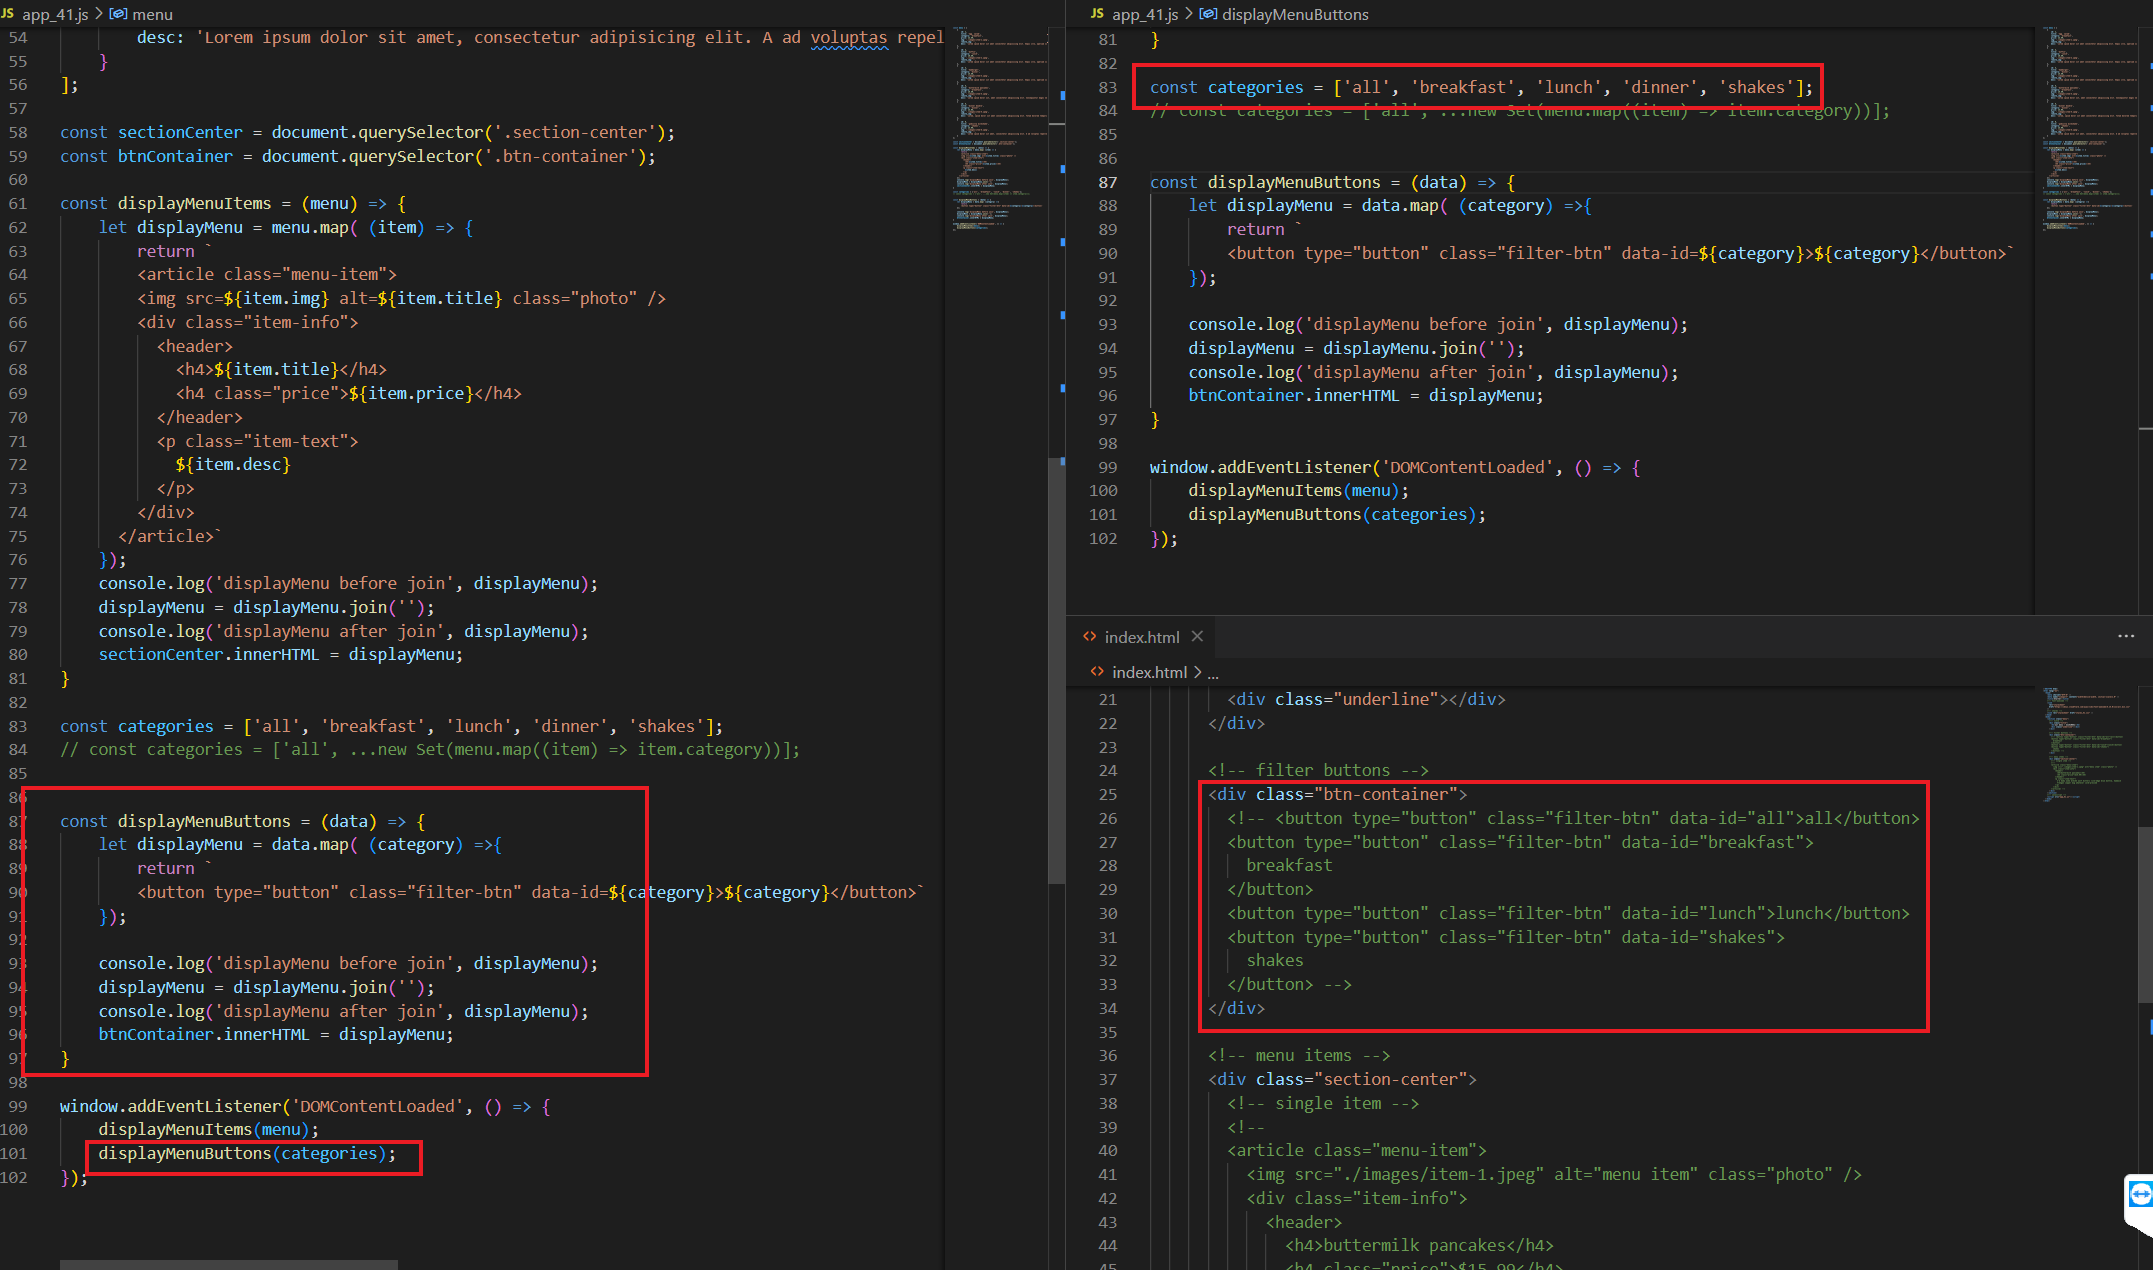 JS app_41.js > menu
54 desc: 'Lorem ipsum dolor sit amet, consectetur adipisicing elit. A ad voluptas repel
55 }
56 ];
57
58 const sectionCenter = document.querySelector('.section-center');
59 const btnContainer = document.querySelector('.btn-container');
60
61 const displayMenuItems = (menu) => {
62 let displayMenu = menu.map( (item) => {
63 return `
64 <article class="menu-item">
65 <img src=${item.img} alt=${item.title} class="photo" />
66 <div class="item-info">
67 <header>
68 <h4>${item.title}</h4>
69 <h4 class="price">${item.price}</h4>
70 </header>
71 <p class="item-text">
72 ${item.desc}
73 </p>
74 </div>
75 </article>`
76 });
77 console.log('displayMenu before join', displayMenu);
78 displayMenu = displayMenu.join('');
79 console.log('displayMenu after join', displayMenu);
80 sectionCenter.innerHTML = displayMenu;
81 }
82
83 const categories = ['all', 'breakfast', 'lunch', 'dinner', 'shakes'];
84 // const categories = ['all', ...new Set(menu.map((item) => item.category))];
85
86
87 const displayMenuButtons = (data) => {
88 let displayMenu = data.map( (category) =>{
89 return `
90 <button type="button" class="filter-btn" data-id=${category}>${category}</button>`
91 });
92
93 console.log('displayMenu before join', displayMenu);
94 displayMenu = displayMenu.join('');
95 console.log('displayMenu after join', displayMenu);
96 btnContainer.innerHTML = displayMenu;
97 }
98
99 window.addEventListener('DOMContentLoaded', () => {
100 displayMenuItems(menu);
101 displayMenuButtons(categories);
102 });
JS app_41.js > displayMenuButtons
81 }
82
83 const categories = ['all', 'breakfast', 'lunch', 'dinner', 'shakes'];
84 // const categories = ['all', ...new Set(menu.map((item) => item.category))];
85
86
87 const displayMenuButtons = (data) => {
88 let displayMenu = data.map( (category) =>{
89 return `
90 <button type="button" class="filter-btn" data-id=${category}>${category}</button>`
91 });
92
93 console.log('displayMenu before join', displayMenu);
94 displayMenu = displayMenu.join('');
95 console.log('displayMenu after join', displayMenu);
96 btnContainer.innerHTML = displayMenu;
97 }
98
99 window.addEventListener('DOMContentLoaded', () => {
100 displayMenuItems(menu);
101 displayMenuButtons(categories);
102 });
<> index.html × ...
<> index.html > ...
21 <div class="underline"></div>
22 </div>
23
24 <!-- filter buttons -->
25 <div class="btn-container">
26 <!-- <button type="button" class="filter-btn" data-id="all">all</button>
27 <button type="button" class="filter-btn" data-id="breakfast">
28 breakfast
29 </button>
30 <button type="button" class="filter-btn" data-id="lunch">lunch</button>
31 <button type="button" class="filter-btn" data-id="shakes">
32 shakes
33 </button> -->
34 </div>
35
36 <!-- menu items -->
37 <div class="section-center">
38 <!-- single item -->
39 <!--
40 <article class="menu-item">
41 <img src="./images/item-1.jpeg" alt="menu item" class="photo" />
42 <div class="item-info">
43 <header>
44 <h4>buttermilk pancakes</h4>
45 <h4 class="price">$15.99</h4>